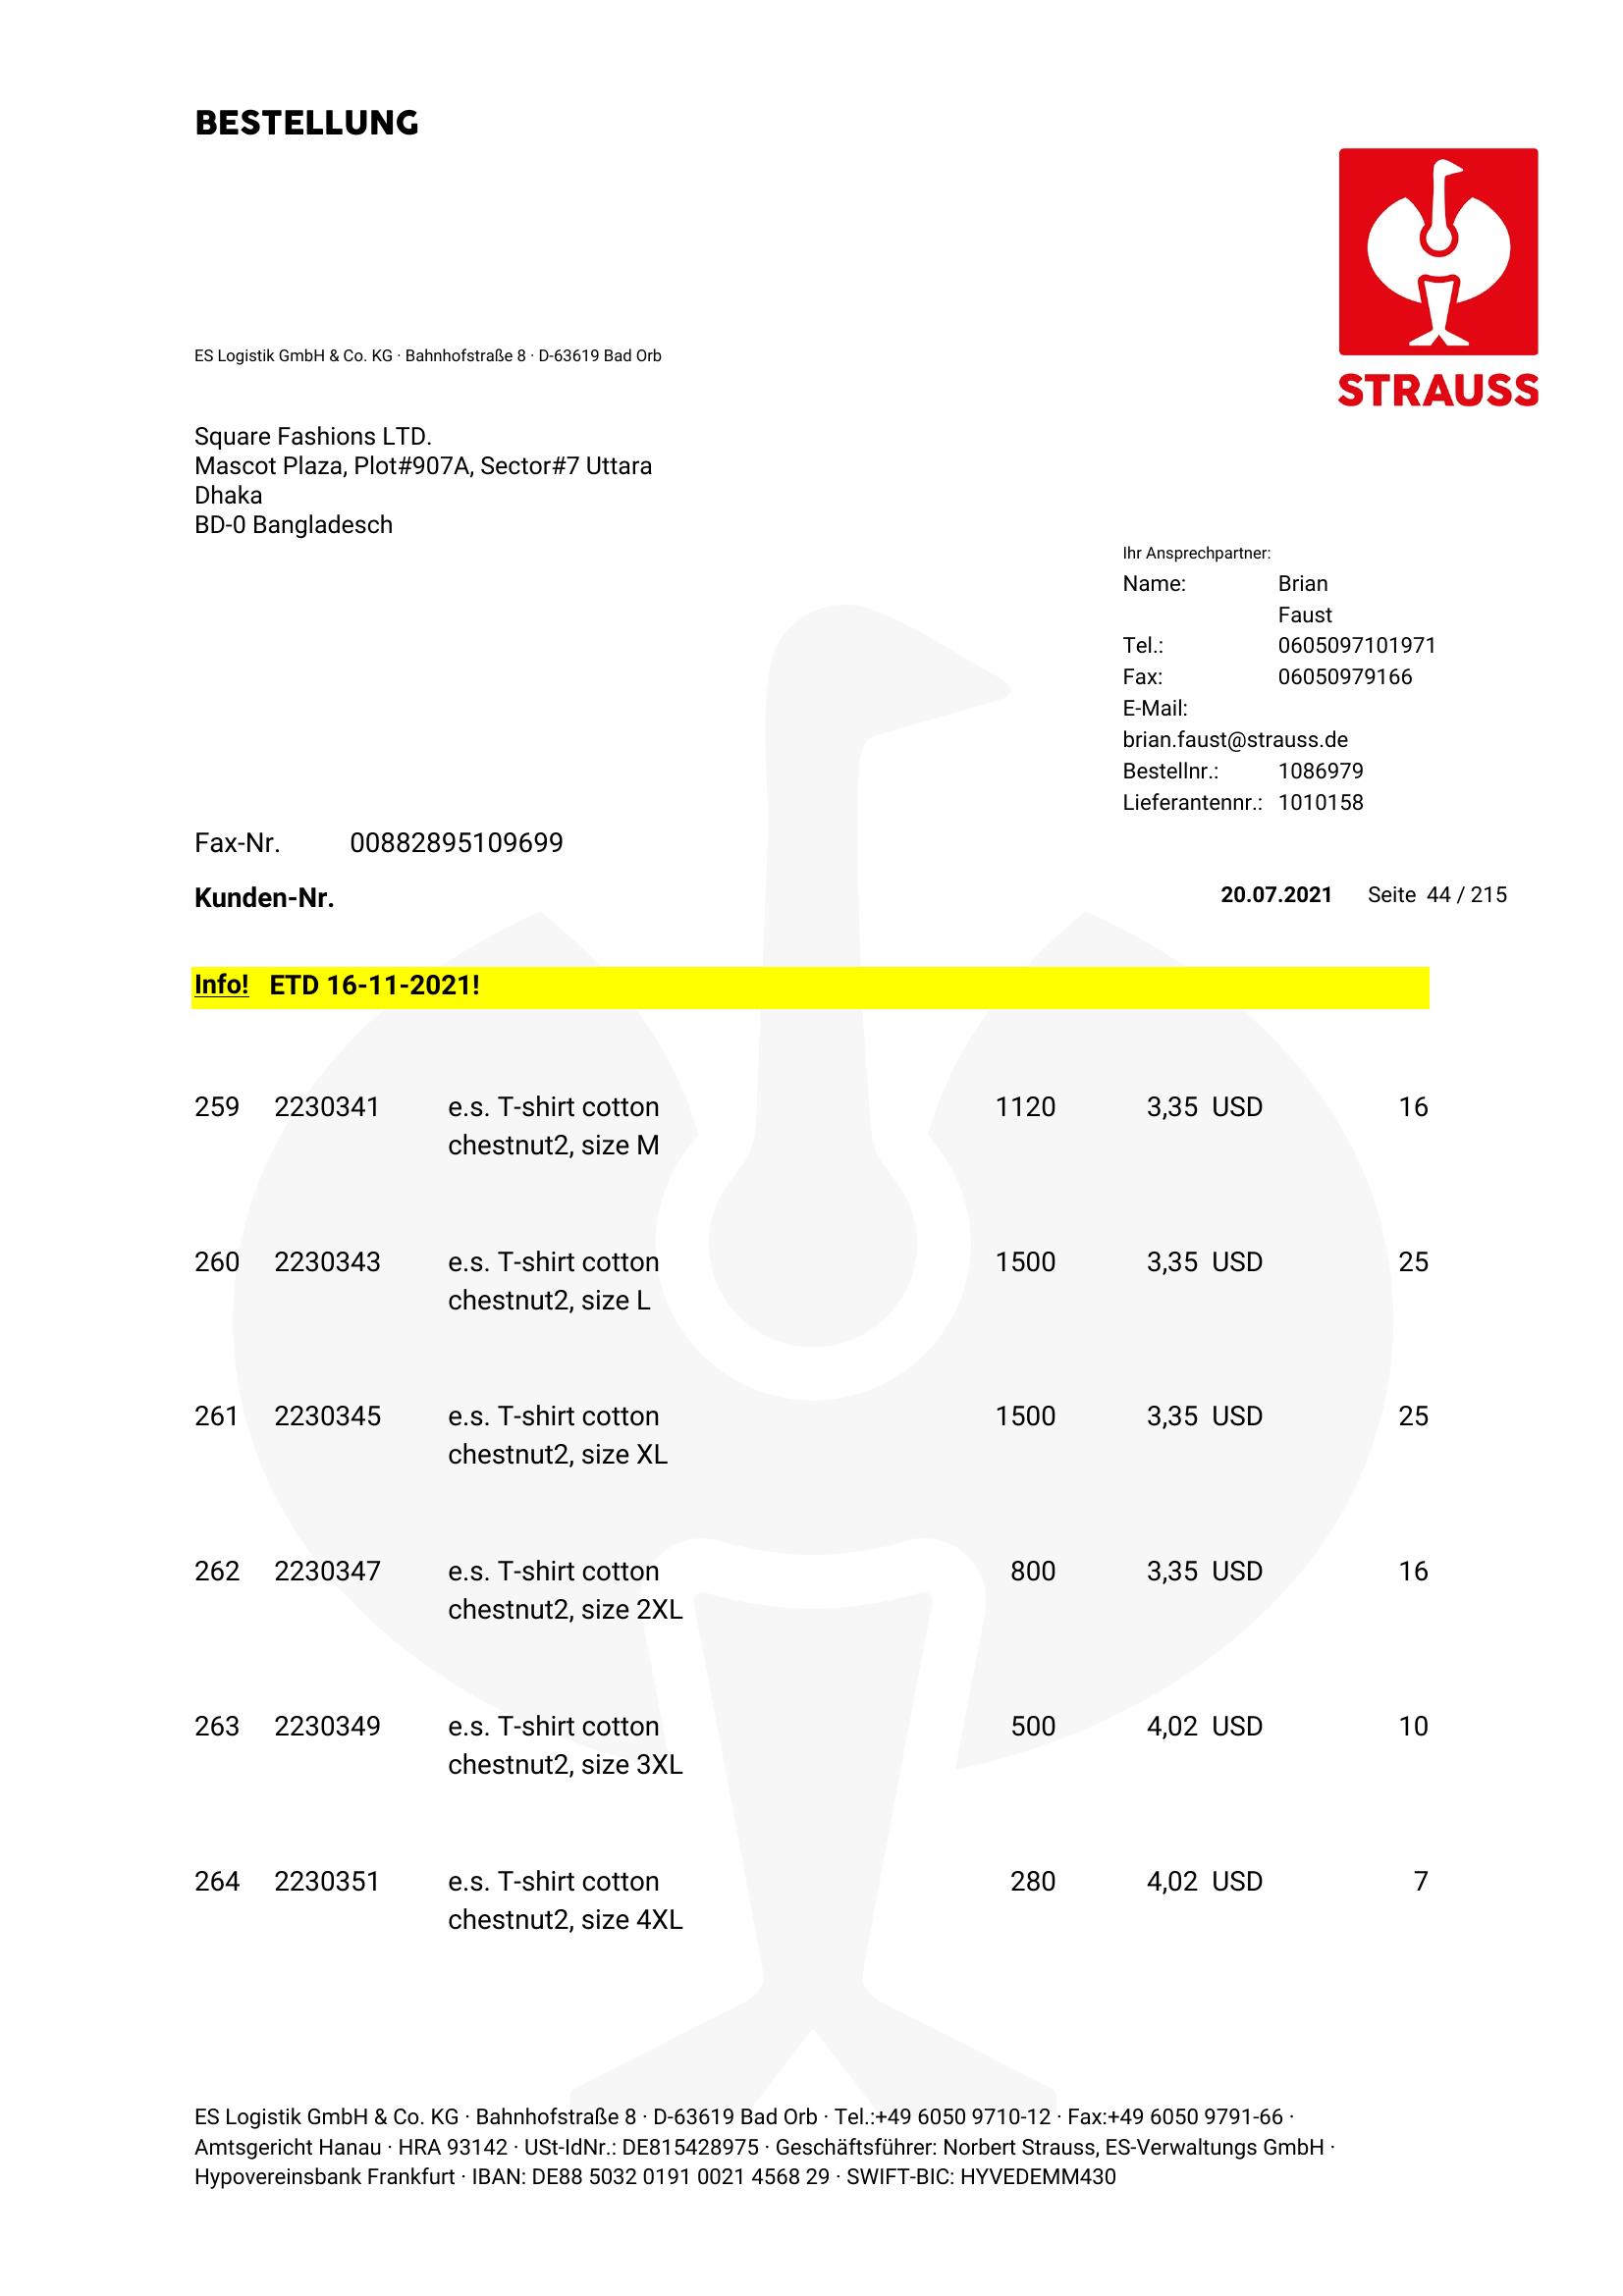 BESTELLUNG
STRAUSS
ES Logistik GmbH & Co. KG · Bahnhofstraße 8 · D-63619 Bad Orb
Square Fashions LTD.
Mascot Plaza, Plot#907A, Sector#7 Uttara
Dhaka
BD-0 Bangladesch
Ihr Ansprechpartner:
Name: Brian
Faust
Tel.: 0605097101971
Fax: 06050979166
E-Mail:
brian.faust@strauss.de
Bestellnr.: 1086979
Lieferantennr.: 1010158
Fax-Nr. 00882895109699
Kunden-Nr. 20.07.2021 Seite 44 / 215
Info! ETD 16-11-2021!
259 2230341 e.s. T-shirt cotton 1120 3,35 USD 16
chestnut2, size M
260 2230343 e.s. T-shirt cotton 1500 3,35 USD 25
chestnut2, size L
261 2230345 e.s. T-shirt cotton 1500 3,35 USD 25
chestnut2, size XL
262 2230347 e.s. T-shirt cotton 800 3,35 USD 16
chestnut2, size 2XL
263 2230349 e.s. T-shirt cotton 500 4,02 USD 10
chestnut2, size 3XL
264 2230351 e.s. T-shirt cotton 280 4,02 USD 7
chestnut2, size 4XL
ES Logistik GmbH & Co. KG · Bahnhofstraße 8 · D-63619 Bad Orb · Tel.:+49 6050 9710-12 · Fax:+49 6050 9791-66 ·
Amtsgericht Hanau · HRA 93142 · USt-IdNr.: DE815428975 · Geschäftsführer: Norbert Strauss, ES-Verwaltungs GmbH ·
Hypovereinsbank Frankfurt · IBAN: DE88 5032 0191 0021 4568 29 · SWIFT-BIC: HYVEDEMM430